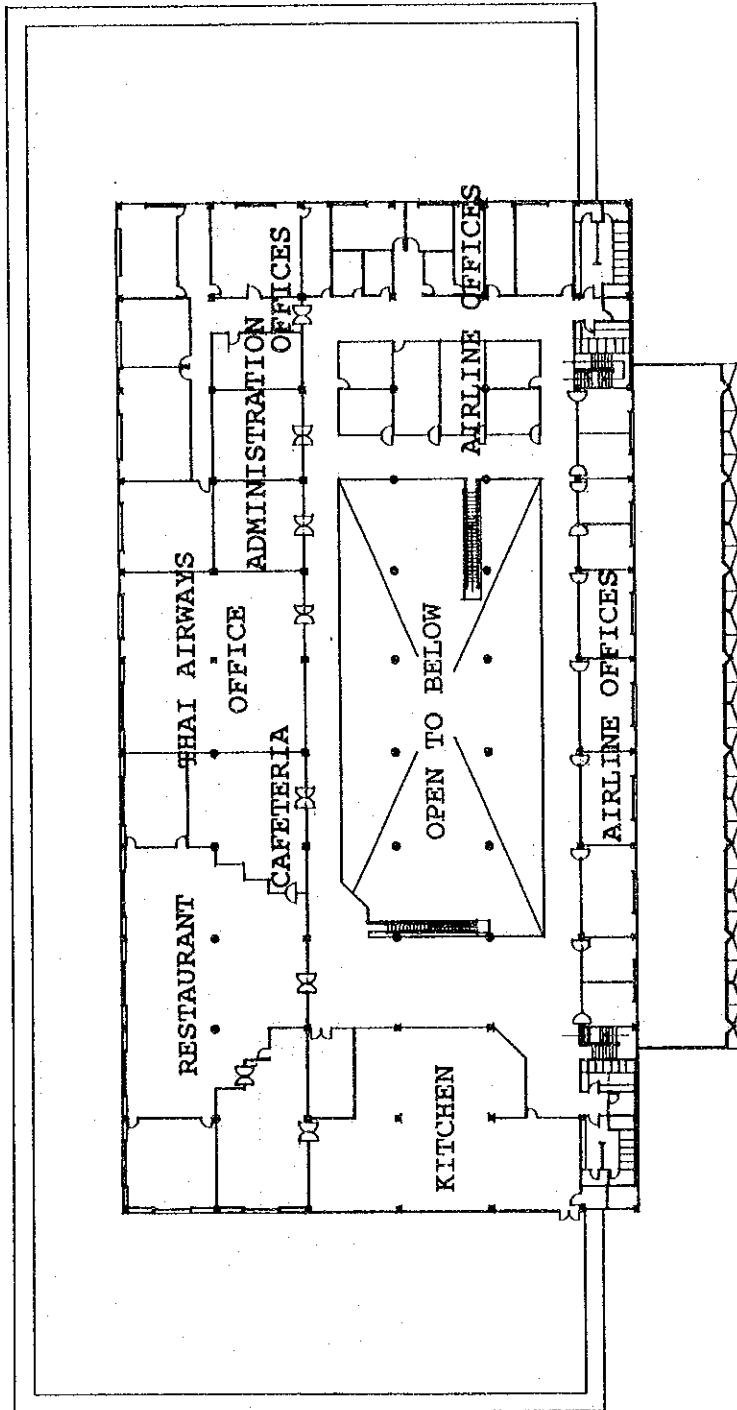 RESTAURANT
THAI AIRWAYS
OFFICE
CAFETERIA
ADMINISTRATION
OFFICES
KITCHEN
OPEN TO BELOW
AIRLINE OFFICES
AIRLINE OFFICES